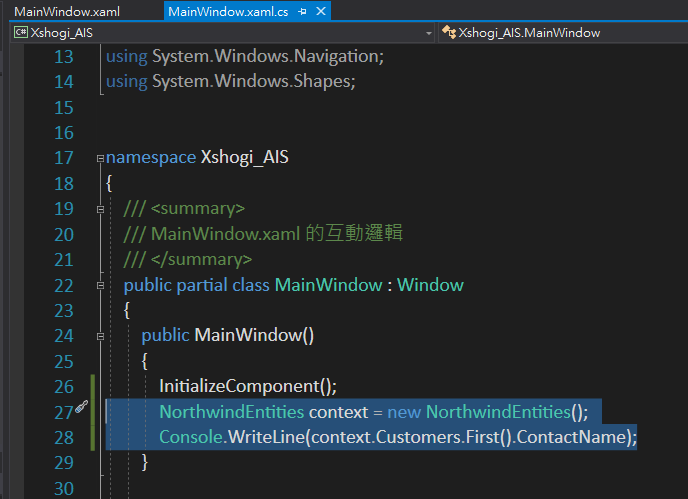 MainWindow.xaml
MainWindow.xaml.cs
C# Xshogi_AIS
Xshogi_AIS.MainWindow
13 using System.Windows.Navigation;
14 using System.Windows.Shapes;
15
16
17 namespace Xshogi_AIS
18 {
19 /// <summary>
20 /// MainWindow.xaml 的互動邏輯
21 /// </summary>
22 public partial class MainWindow : Window
23 {
24 public MainWindow()
25 {
26 InitializeComponent();
27 NorthwindEntities context = new NorthwindEntities();
28 Console.WriteLine(context.Customers.First().ContactName);
29 }
30